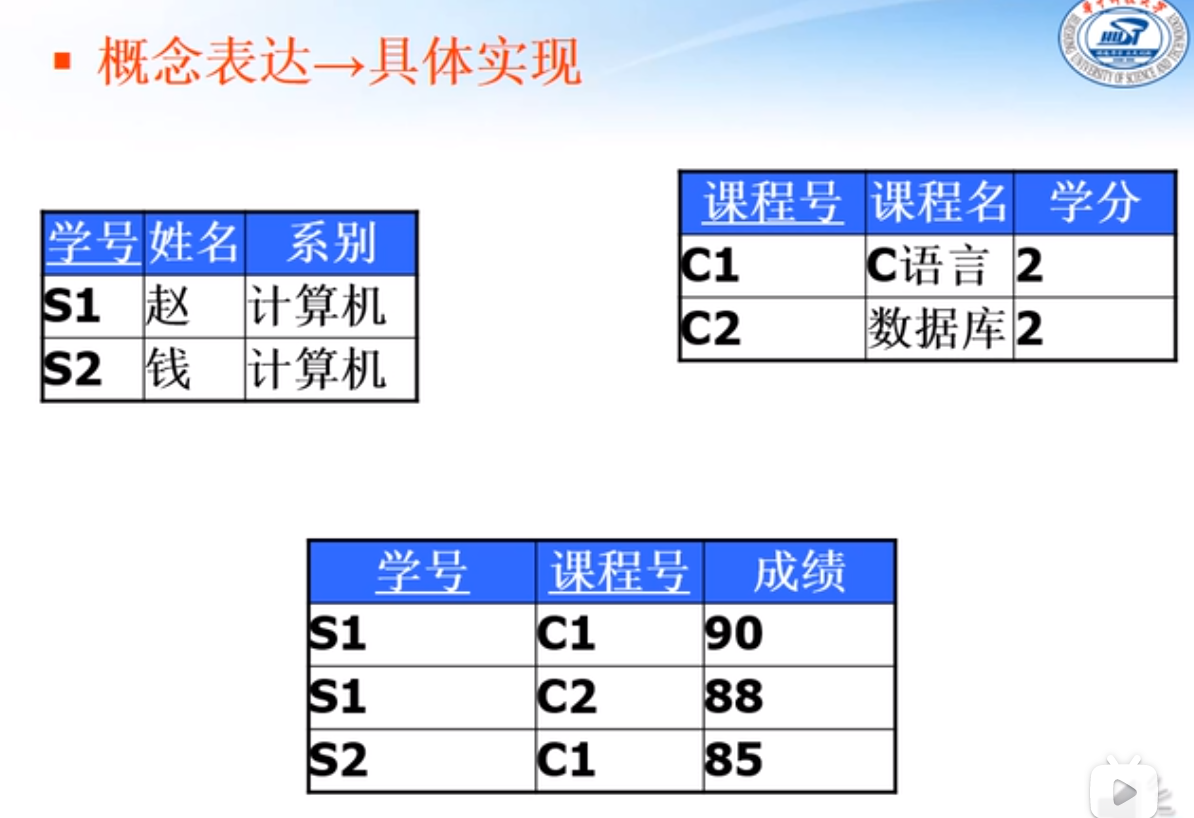 ▪ 概念表达→具体实现
学号 姓名 系别
S1 赵 计算机
S2 钱 计算机
课程号 课程名 学分
C1 C语言 2
C2 数据库 2
学号 课程号 成绩
S1 C1 90
S1 C2 88
S2 C1 85